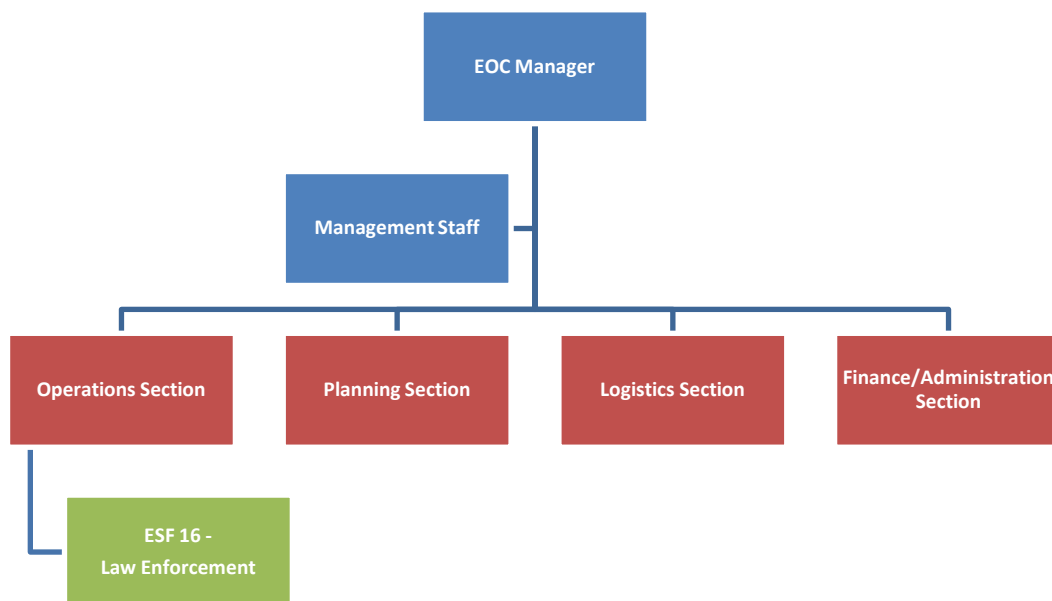 EOC Manager
Management Staff
Operations Section
Planning Section
Logistics Section
Finance/Administration
Section
ESF 16 -
Law Enforcement